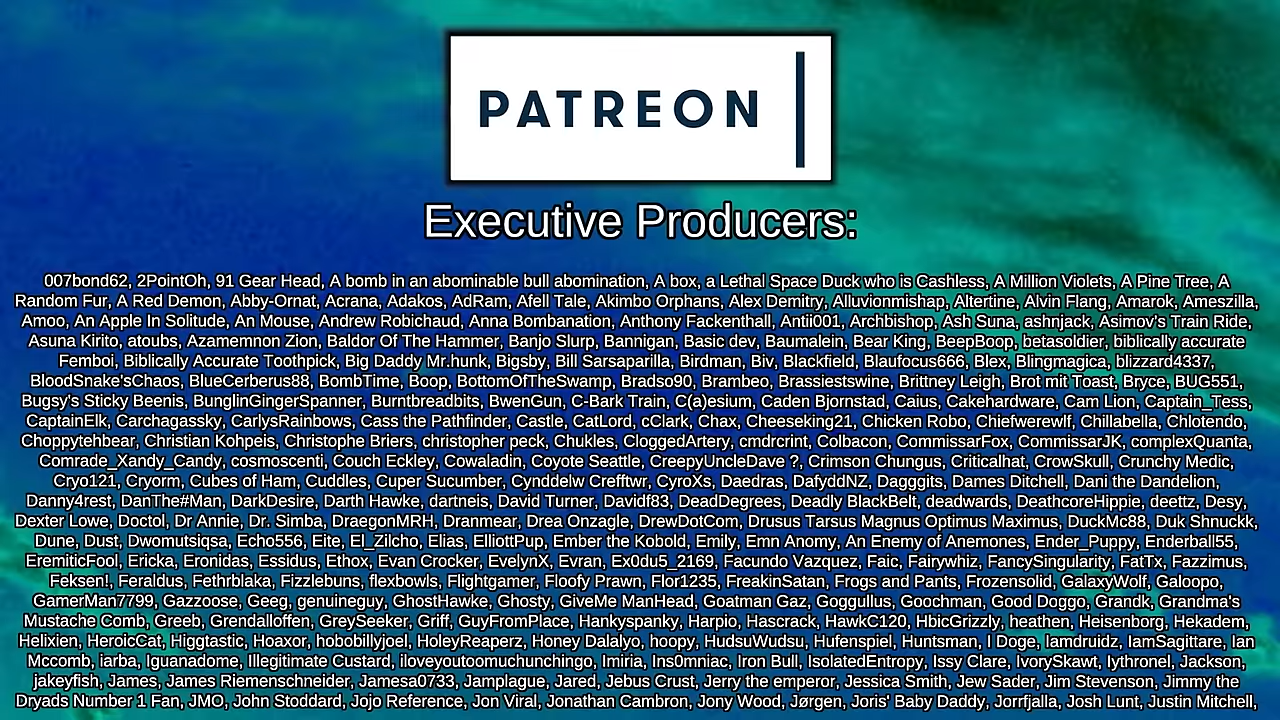 PATREON
Executive Producers:
007bond62, 2PointOh, 91 Gear Head, A bomb in an abominable bull abomination, A box, a Lethal Space Duck who is Cashless, A Million Violets, A Pine Tree, A
Random Fur, A Red Demon, Abby-Ornat, Acrana, Adakos, AdRam, Afell Tale, Akimbo Orphans, Alex Demitry, Alluvionmishap, Altertine, Alvin Flang, Amarok, Ameszilla,
Amoo, An Apple In Solitude, An Mouse, Andrew Robichaud, Anna Bombanation, Anthony Fackenthall, Antii001, Archbishop, Ash Suna, ashnjack, Asimov's Train Ride,
Asuna Kirito, atoubs, Azamemnon Zion, Baldor Of The Hammer, Banjo Slurp, Bannigan, Basic dev, Baumalein, Bear King, BeepBoop, betasoldier, biblically accurate
Femboi, Biblically Accurate Toothpick, Big Daddy Mr.hunk, Bigsby, Bill Sarsaparilla, Birdman, Biv, Blackfield, Blaufocus666, Blex, Blingmagica, blizzard4337,
BloodSnake'sChaos, BlueCerberus88, BombTime, Boop, BottomOfTheSwamp, Bradso90, Brambeo, Brassiestswine, Brittney Leigh, Brot mit Toast, Bryce, BUG551,
Bugsy's Sticky Beenis, BunglinGingerSpanner, Burntbreadbits, BwenGun, C-Bark Train, C(a)esium, Caden Bjornstad, Caius, Cakehardware, Cam Lion, Captain_Tess,
CaptainElk, Carchagassky, CarlysRainbows, Cass the Pathfinder, Castle, CatLord, cClark, Chax, Cheeseking21, Chicken Robo, Chiefwerewlf, Chillabella, Chlotendo,
Choppytehbear, Christian Kohpeis, Christophe Briers, christopher peck, Chukles, CloggedArtery, cmdrcrint, Colbacon, CommissarFox, CommissarJK, complexQuanta,
Comrade_Xandy_Candy, cosmoscenti, Couch Eckley, Cowaladin, Coyote Seattle, CreepyUncleDave ?, Crimson Chungus, Criticalhat, CrowSkull, Crunchy Medic,
Cryo121, Cryorm, Cubes of Ham, Cuddles, Cuper Sucumber, Cynddelw Crefftwr, CyroXs, Daedras, DafyddNZ, Dagggits, Dames Ditchell, Dani the Dandelion,
Danny4rest, DanThe#Man, DarkDesire, Darth Hawke, dartneis, David Turner, Davidf83, DeadDegrees, Deadly BlackBelt, deadwards, DeathcoreHippie, deettz, Desy,
Dexter Lowe, Doctol, Dr Annie, Dr. Simba, DraegonMRH, Dranmear, Drea Onzagle, DrewDotCom, Drusus Tarsus Magnus Optimus Maximus, DuckMc88, Duk Shnuckk,
Dune, Dust, Dwomutsiqsa, Echo556, Eite, El_Zilcho, Elias, ElliottPup, Ember the Kobold, Emily, Emn Anomy, An Enemy of Anemones, Ender_Puppy, Enderball55,
EremiticFool, Ericka, Eronidas, Essidus, Ethox, Evan Crocker, EvelynX, Evran, Ex0du5_2169, Facundo Vazquez, Faic, Fairywhiz, FancySingularity, FatTx, Fazzimus,
Feksen!, Feraldus, Fethrblaka, Fizzlebuns, flexbowls, Flightgamer, Floofy Prawn, Flor1235, FreakinSatan, Frogs and Pants, Frozensolid, GalaxyWolf, Galoopo,
GamerMan7799, Gazzoose, Geeg, genuineguy, GhostHawke, Ghosty, GiveMe ManHead, Goatman Gaz, Goggullus, Goochman, Good Doggo, Grandk, Grandma's
Mustache Comb, Greeb, Grendalloffen, GreySeeker, Griff, GuyFromPlace, Hankyspanky, Harpio, Hascrack, HawkC120, HbicGrizzly, heathen, Heisenborg, Hekadem,
Helixien, HeroicCat, Higgtastic, Hoaxor, hobobillyjoel, HoleyReaperz, Honey Dalalyo, hoopy, HudsuWudsu, Hufenspiel, Huntsman, I Doge, Iamdruidz, IamSagittare, Ian
Mccomb, iarba, Iguanadome, Illegitimate Custard, iloveyoutoomuchunchingo, Imiria, Ins0mniac, Iron Bull, IsolatedEntropy, Issy Clare, IvorySkawt, Iythronel, Jackson,
jakeyfish, James, James Riemenschneider, Jamesa0733, Jamplague, Jared, Jebus Crust, Jerry the emperor, Jessica Smith, Jew Sader, Jim Stevenson, Jimmy the
Dryads Number 1 Fan, JMO, John Stoddard, Jojo Reference, Jon Viral, Jonathan Cambron, Jony Wood, Jørgen, Joris' Baby Daddy, Jorrfjalla, Josh Lunt, Justin Mitchell,